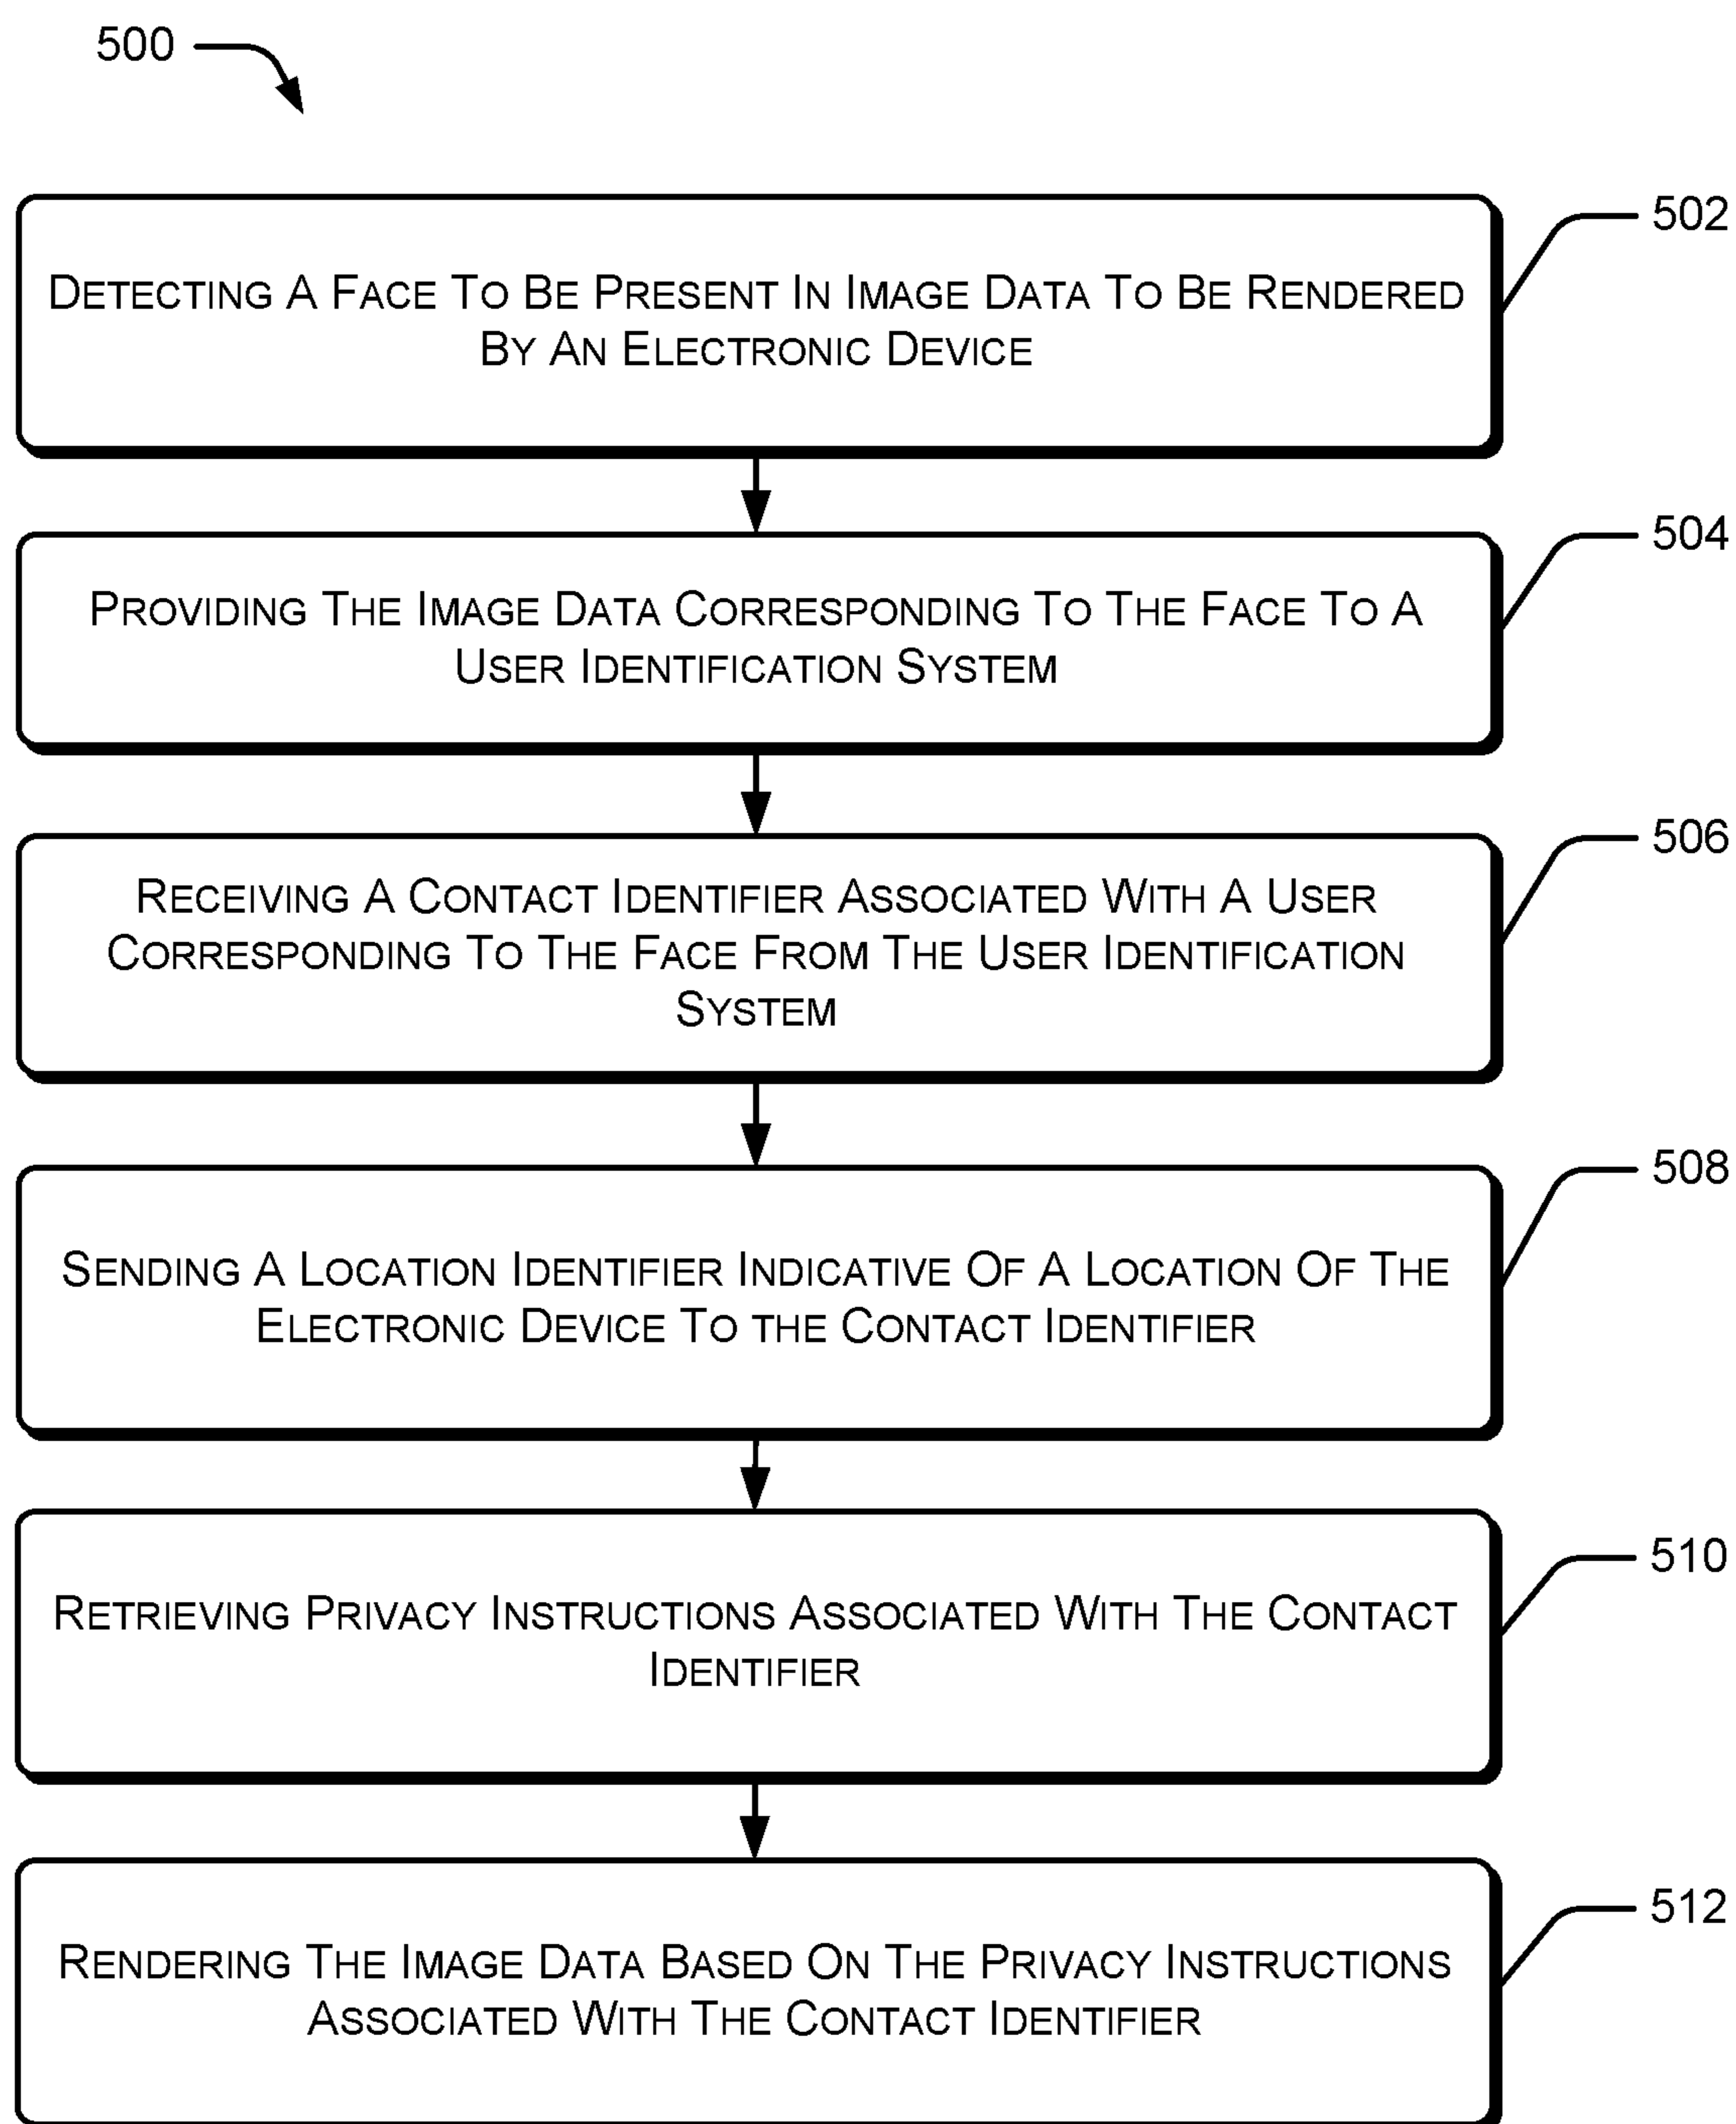 500
502
DETECTING A FACE TO BE PRESENT IN IMAGE DATA TO BE RENDERED
BY AN ELECTRONIC DEVICE
504
PROVIDING THE IMAGE DATA CORRESPONDING TO THE FACE TO A
USER IDENTIFICATION SYSTEM
506
RECEIVING A CONTACT IDENTIFIER ASSOCIATED WITH A USER
CORRESPONDING TO THE FACE FROM THE USER IDENTIFICATION
SYSTEM
508
SENDING A LOCATION IDENTIFIER INDICATIVE OF A LOCATION OF THE
ELECTRONIC DEVICE TO THE CONTACT IDENTIFIER
510
RETRIEVING PRIVACY INSTRUCTIONS ASSOCIATED WITH THE CONTACT
IDENTIFIER
512
RENDERING THE IMAGE DATA BASED ON THE PRIVACY INSTRUCTIONS
ASSOCIATED WITH THE CONTACT IDENTIFIER